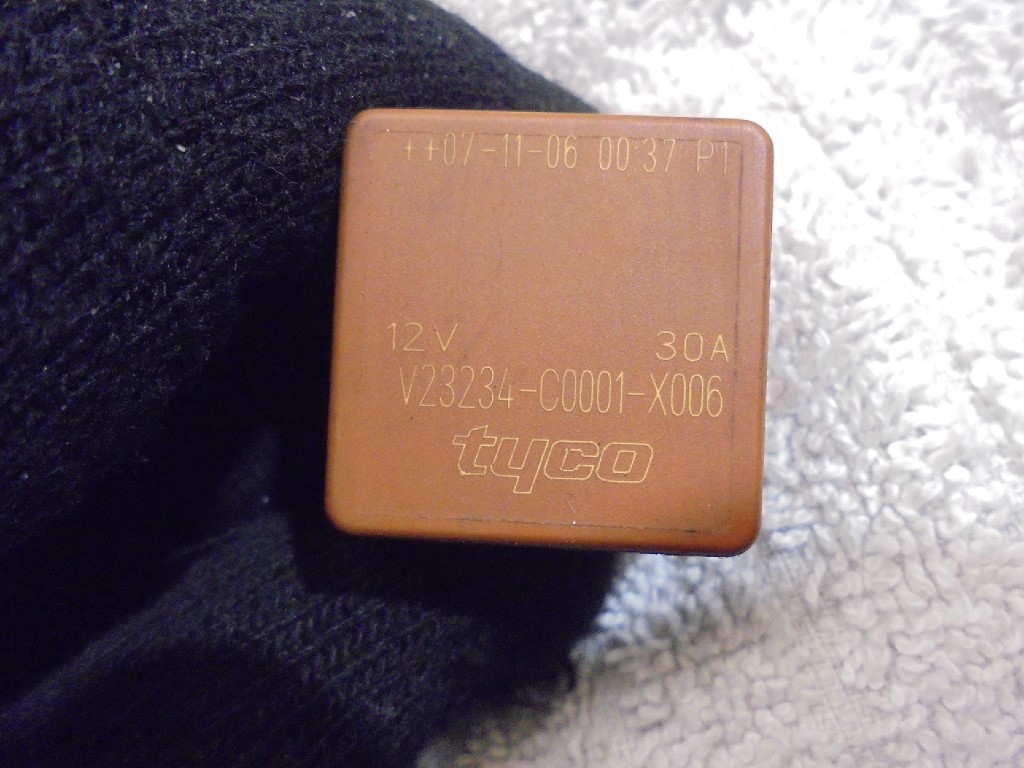 ++07-11-06 00:37 P1
12V 30A
V23234-C0001-X006
tyco